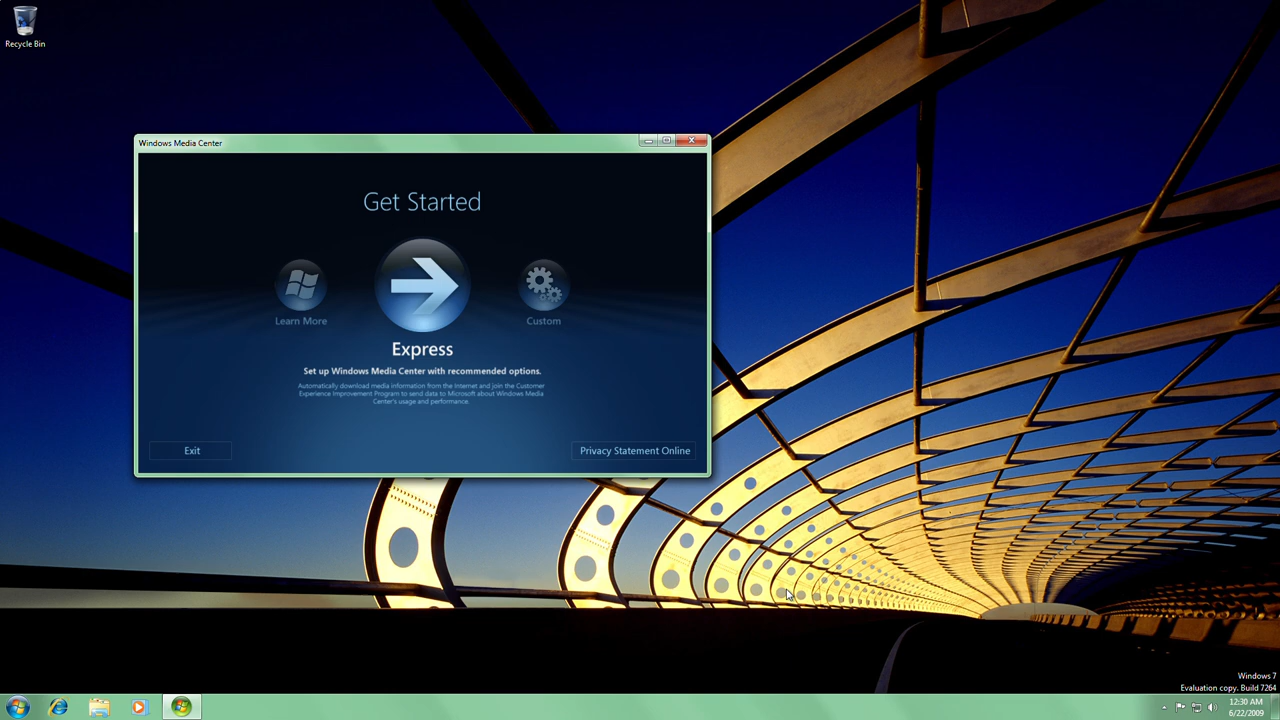 Recycle Bin
Windows Media Center
Get Started
Learn More
Custom
Express
Set up Windows Media Center with recommended options.
Automatically download media information from the Internet and join the Customer
Experience Improvement Program to send data to Microsoft about Windows Media
Center's usage and performance.
Exit
Privacy Statement Online
Windows 7
Evaluation copy. Build 7264
12:30 AM
6/22/2009